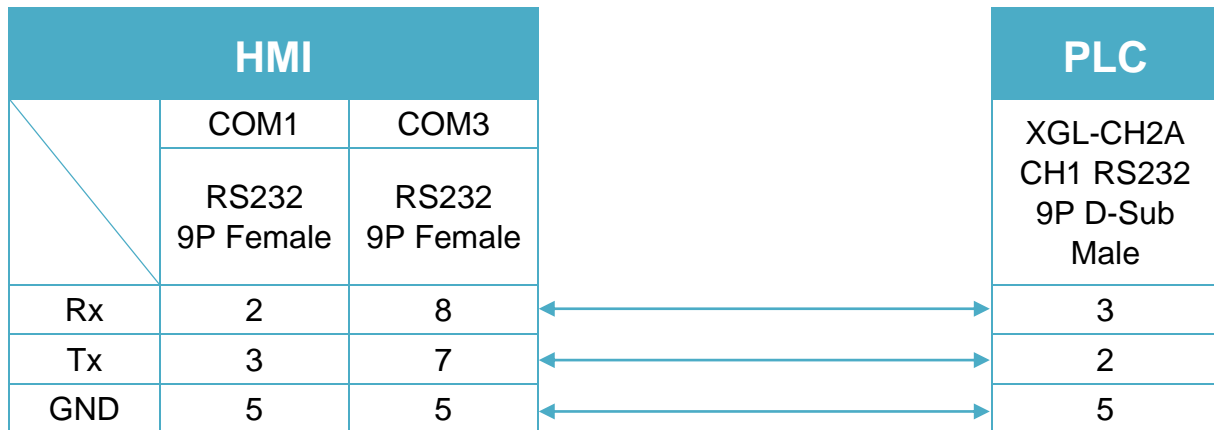 HMI PLC
COM1 COM3
XGL-CH2A
CH1 RS232
9P D-Sub
Male
RS232 RS232
9P Female 9P Female
Rx 2 8 3
Tx 3 7 2
GND 5 5 5